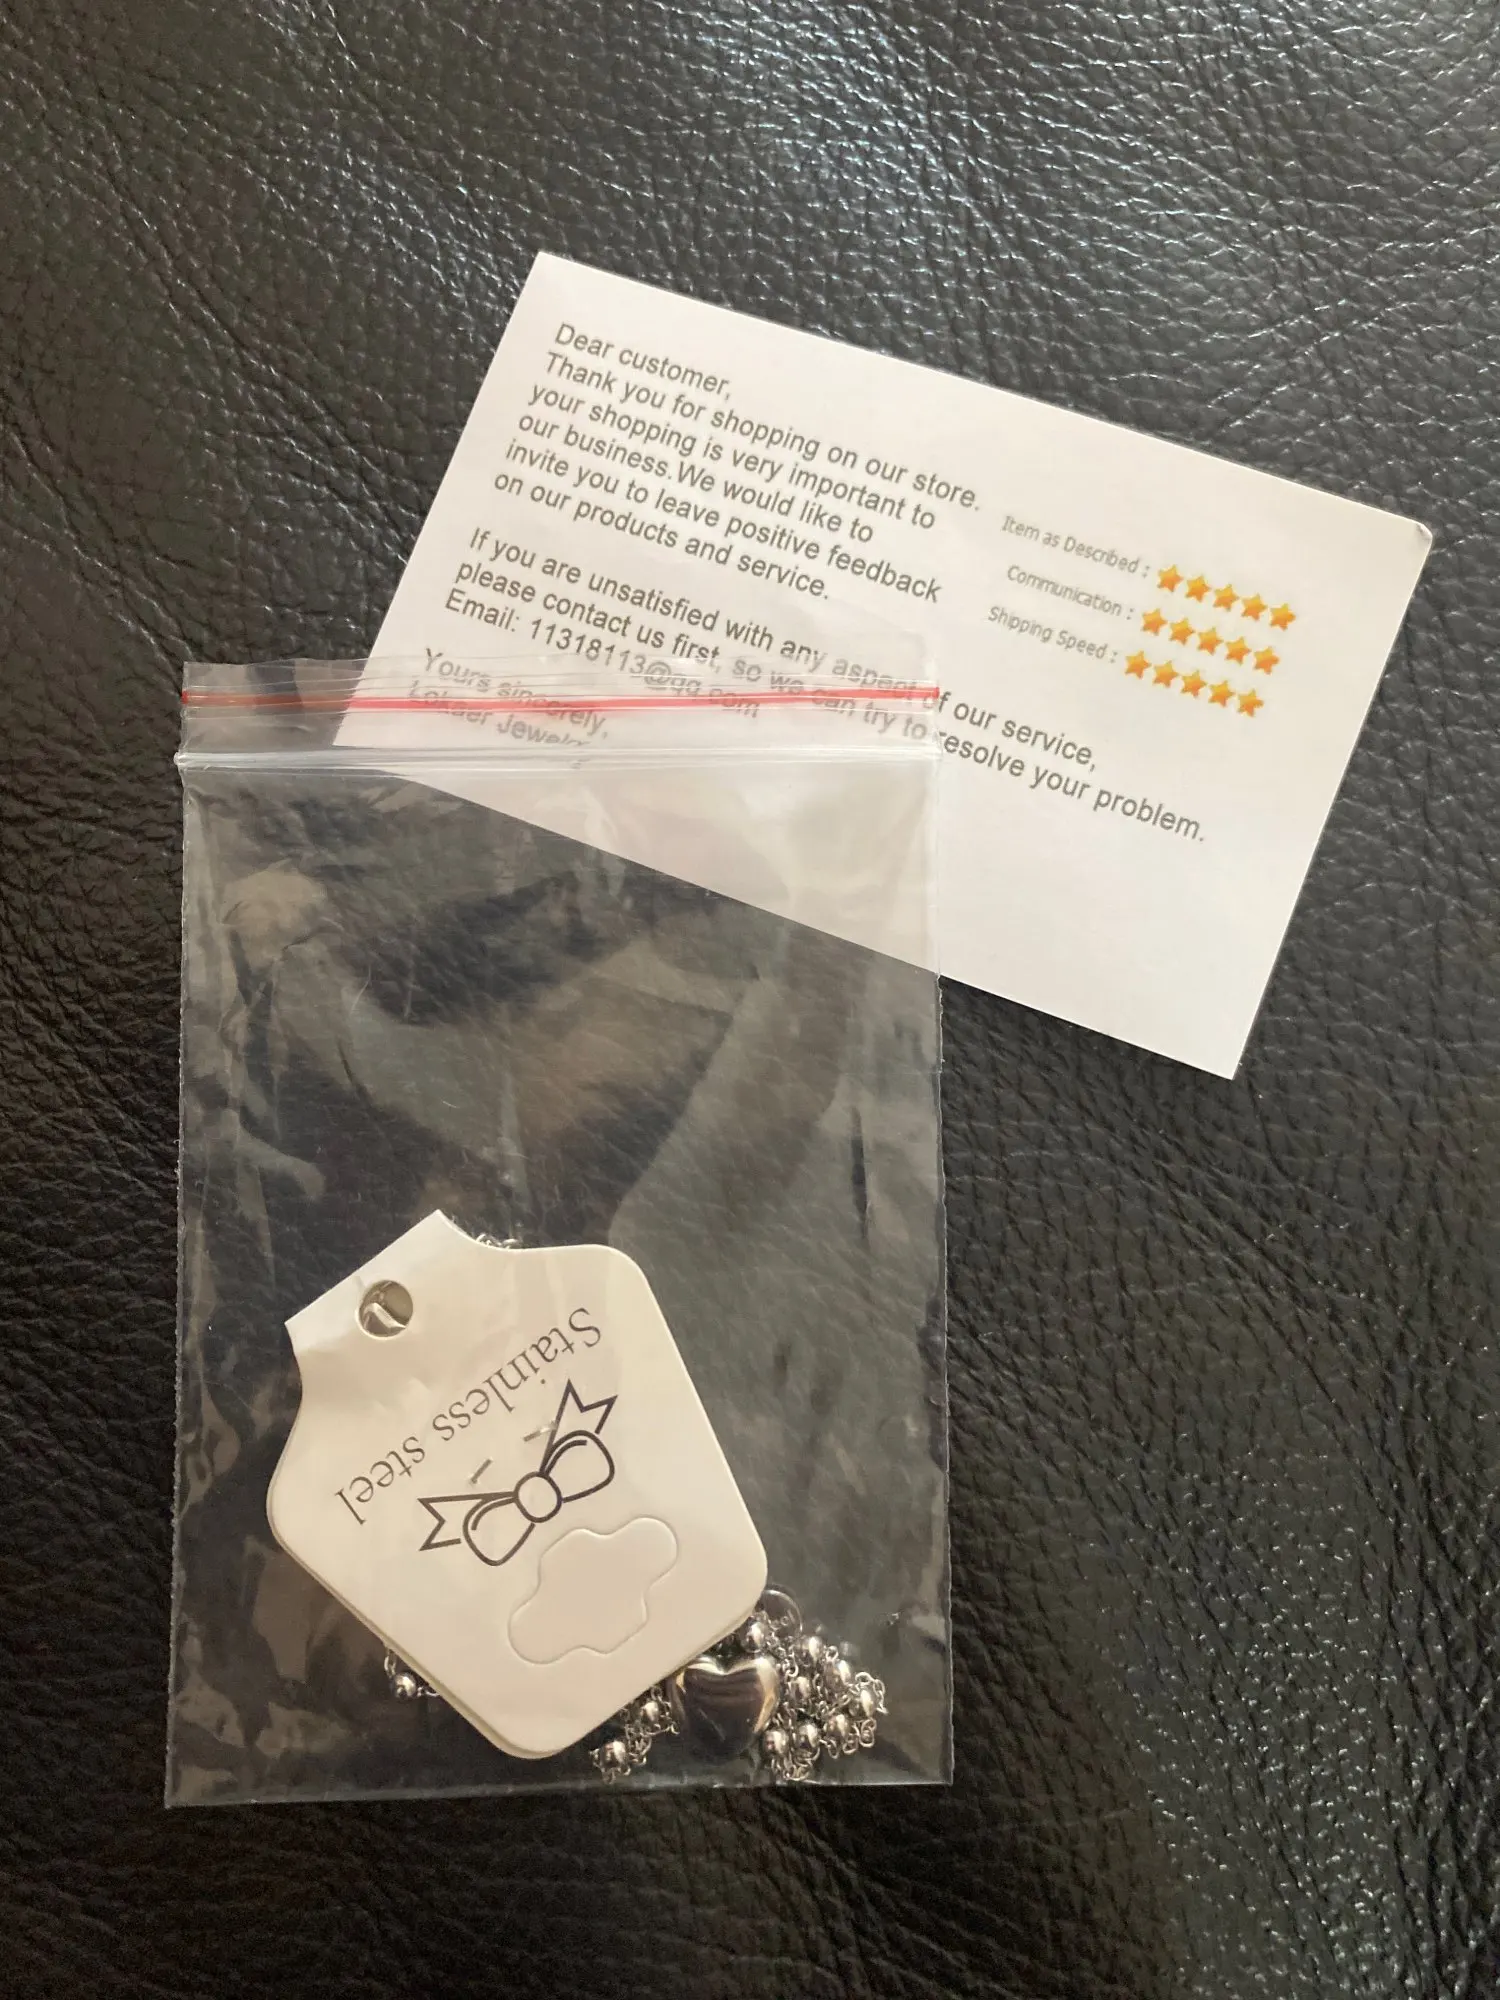 Dear customer,
Thank you for shopping on our store.
your shopping is very important to
our business.We would like to
invite you to leave positive feedback
on our products and service.
If you are unsatisfied with any aspect of our service,
please contact us first, so we can try to resolve your problem.
Email: 11318113@qq.com
Yours sincerely,
Lokaer Jewelry
Item as Described :
Communication :
Shipping Speed :
Stainless steel